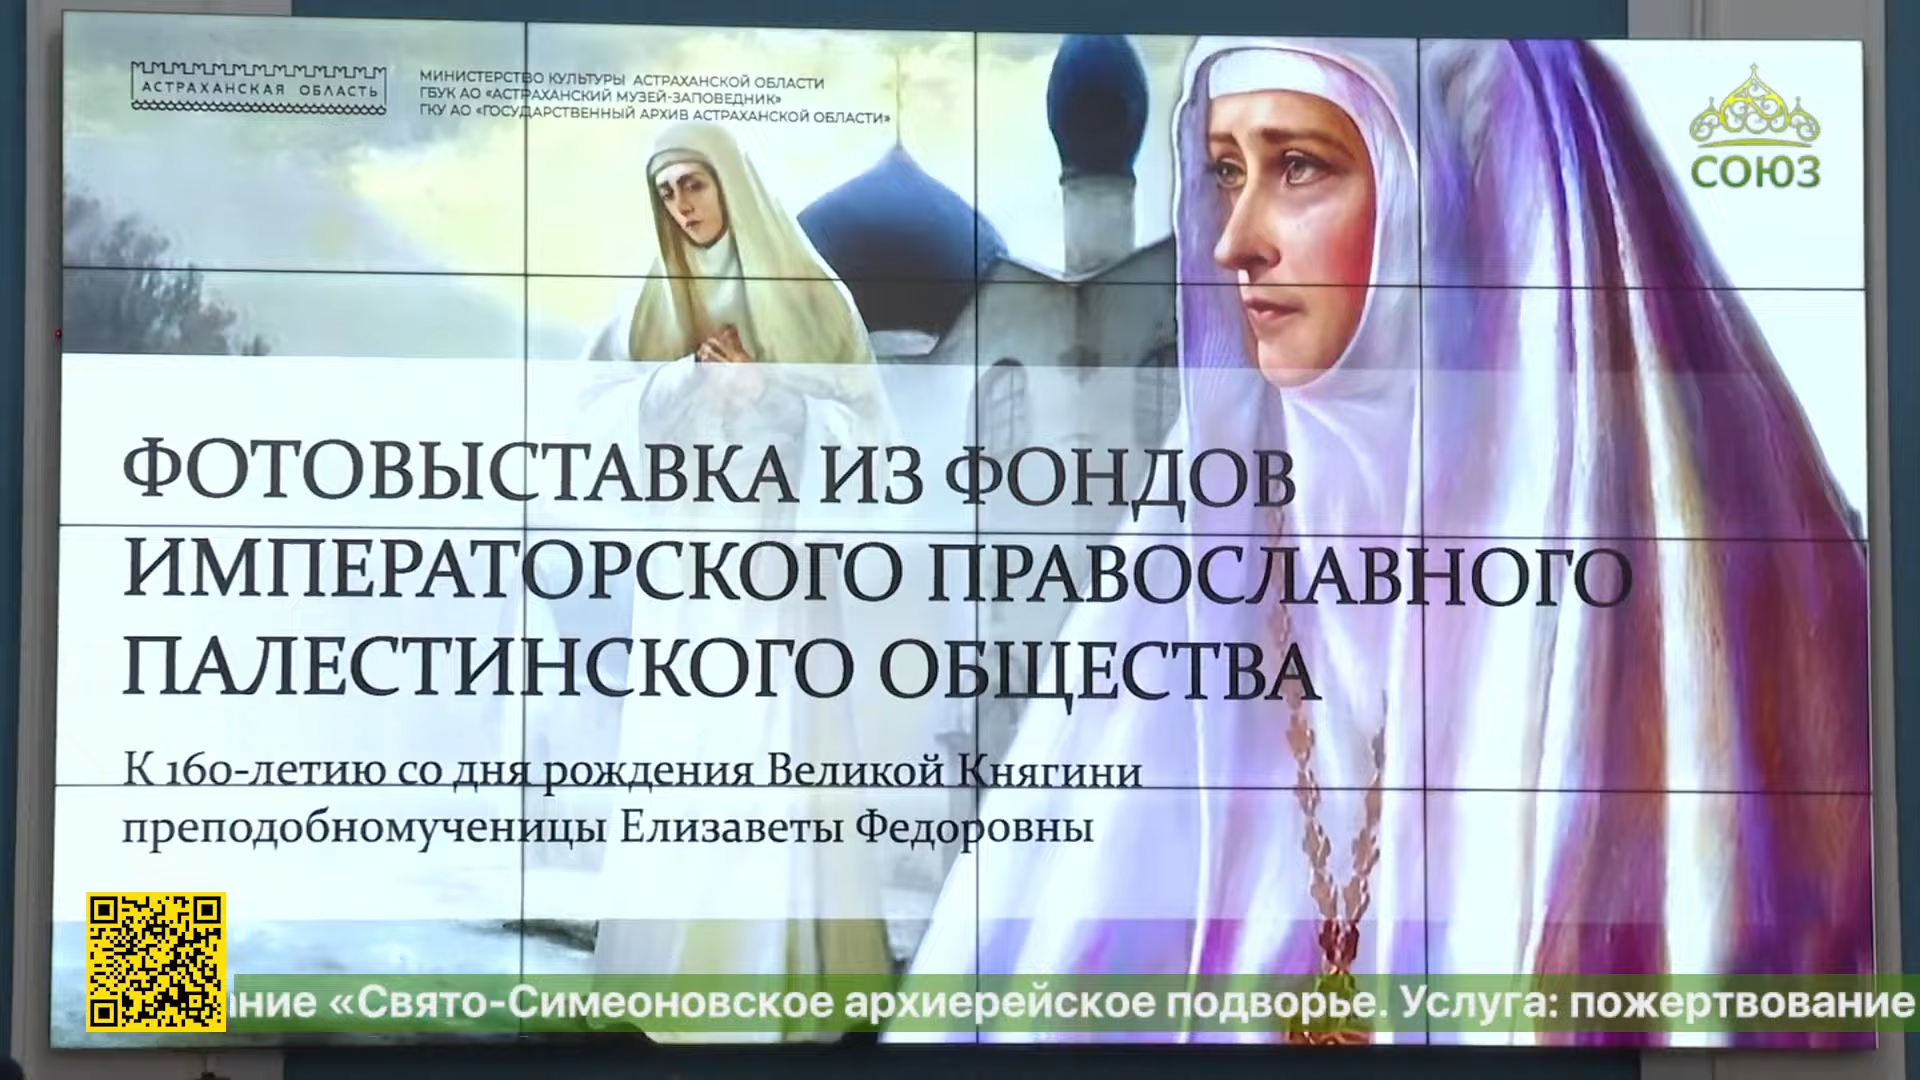 АСТРАХАНСКАЯ ОБЛАСТЬ
МИНИСТЕРСТВО КУЛЬТУРЫ АСТРАХАНСКОЙ ОБЛАСТИ
ГБУК АО «АСТРАХАНСКИЙ МУЗЕЙ-ЗАПОВЕДНИК»
ГКУ АО «ГОСУДАРСТВЕННЫЙ АРХИВ АСТРАХАНСКОЙ ОБЛАСТИ»
СОЮЗ
ФОТОВЫСТАВКА ИЗ ФОНДОВ
ИМПЕРАТОРСКОГО ПРАВОСЛАВНОГО
ПАЛЕСТИНСКОГО ОБЩЕСТВА
К 160-летию со дня рождения Великой Княгини
преподобномученицы Елизаветы Федоровны
ание «Свято-Симеоновское архиерейское подворье. Услуга: пожертвование